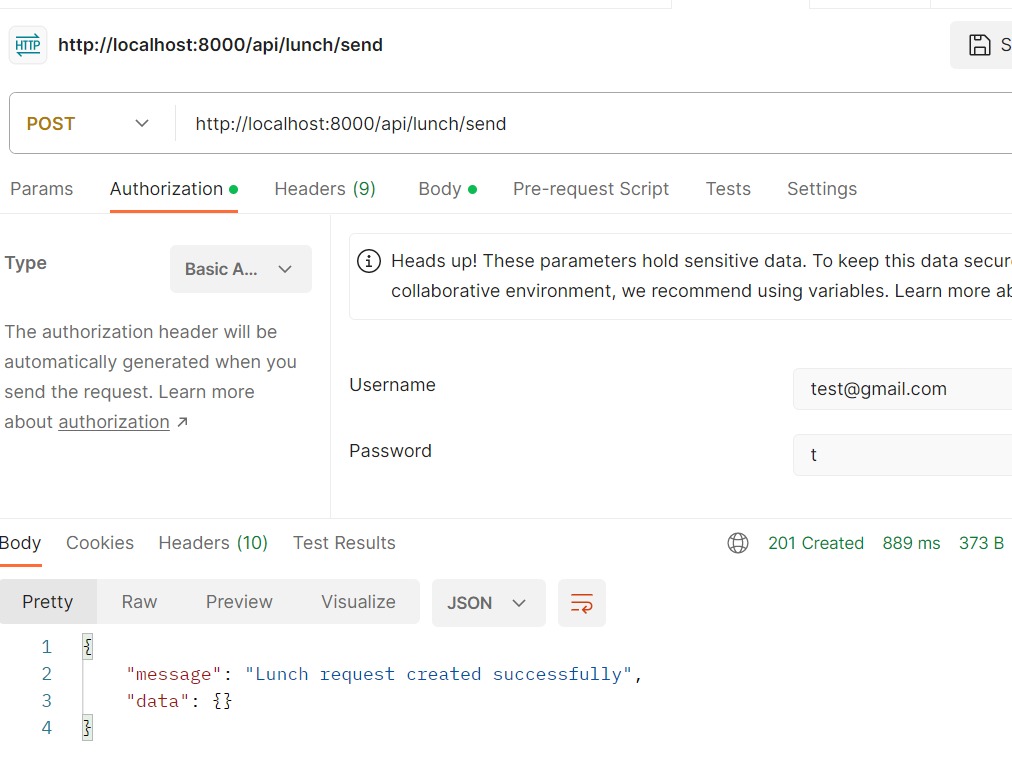 HTTP http://localhost:8000/api/lunch/send S
POST http://localhost:8000/api/lunch/send
Params Authorization Headers (9) Body Pre-request Script Tests Settings
Type Basic A...
Heads up! These parameters hold sensitive data. To keep this data secur
collaborative environment, we recommend using variables. Learn more ab
The authorization header will be
automatically generated when you
send the request. Learn more
about authorization ↗
Username test@gmail.com
Password t
Body Cookies Headers (10) Test Results 201 Created 889 ms 373 B
Pretty Raw Preview Visualize JSON
1 {
2 "message": "Lunch request created successfully",
3 "data": {}
4 }